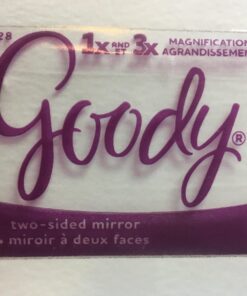 28
1x AND ET 3x MAGNIFICATION
AGRANDISSEMENT
Goody®
two-sided mirror
• miroir à deux faces